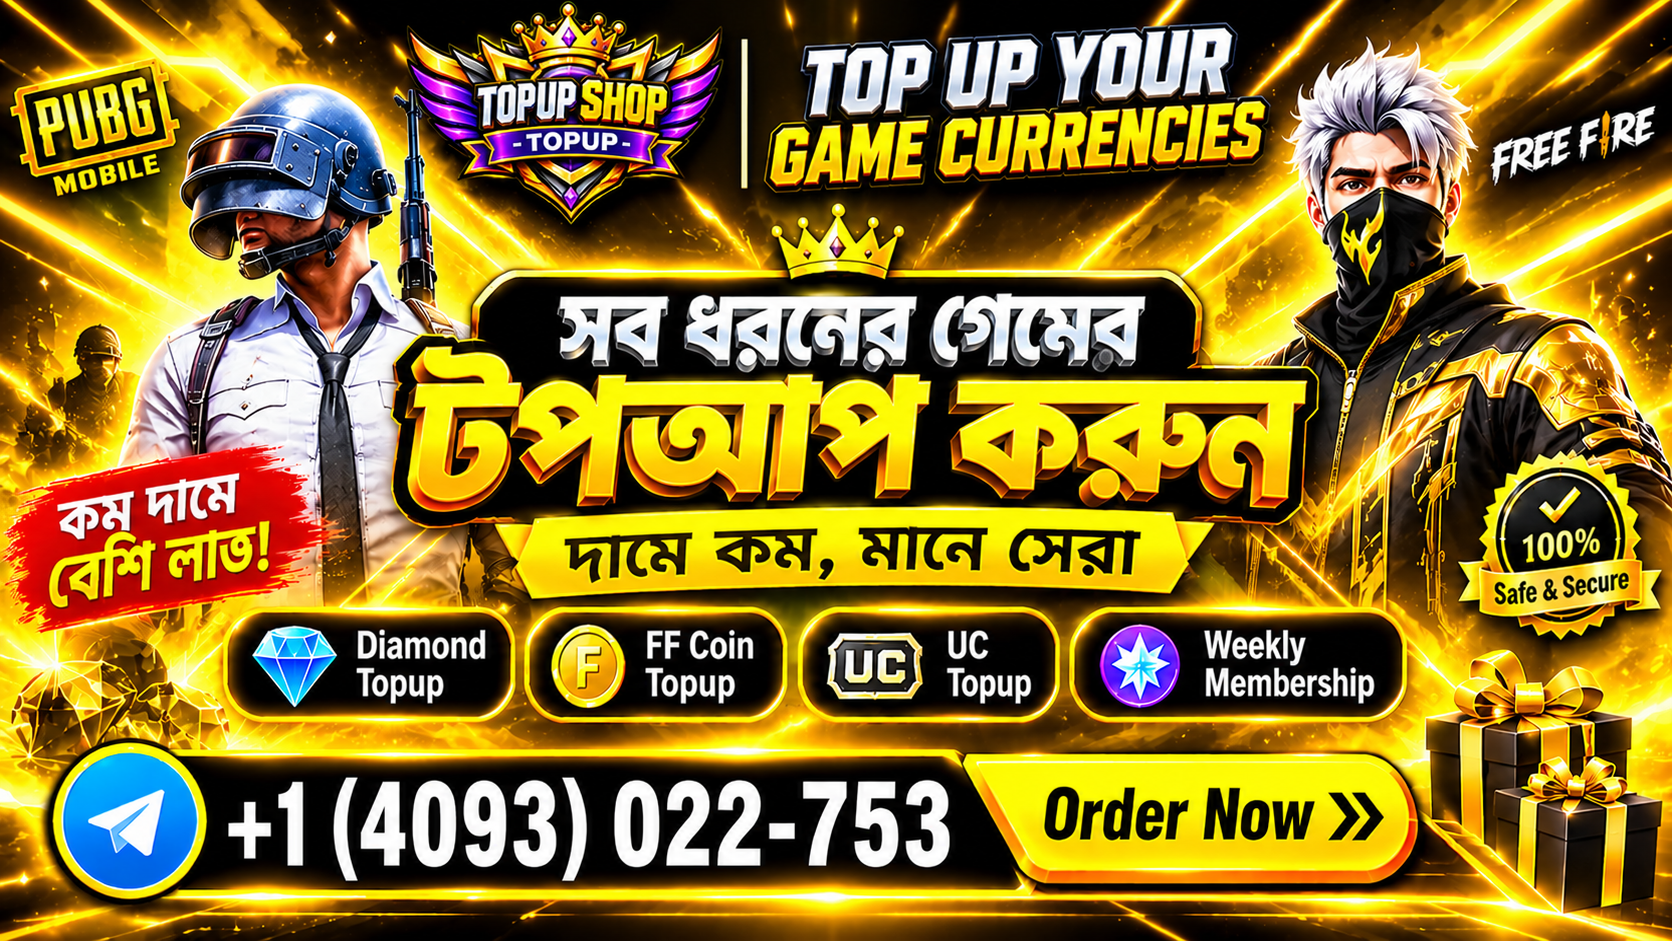 PUBG
MOBILE
TOPUP SHOP
- TOPUP -
TOP UP YOUR
GAME CURRENCIES
FREE FIRE
সব ধরনের গেমের
টপআপ করুন
দামে কম, মানে সেরা
কম দামে
বেশি লাভ!
100%
Safe & Secure
Diamond
Topup
F
FF Coin
Topup
UC
UC
Topup
Weekly
Membership
+1 (4093) 022-753
Order Now »